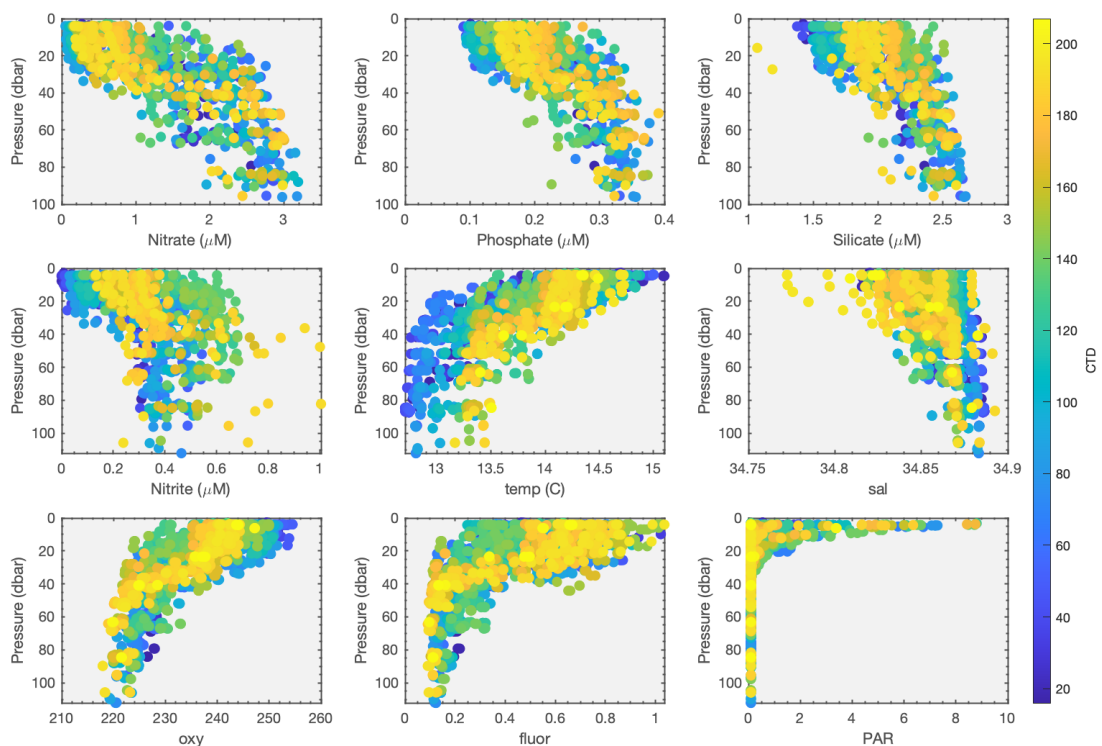 0 20 40 60 80 100
Pressure (dbar)
0 1 2 3
Nitrate (μM)
0 20 40 60 80 100
Pressure (dbar)
0 0.1 0.2 0.3 0.4
Phosphate (μM)
0 20 40 60 80 100
Pressure (dbar)
1 1.5 2 2.5 3
Silicate (μM)
0 20 40 60 80 100
Pressure (dbar)
0 0.2 0.4 0.6 0.8 1
Nitrite (μM)
0 20 40 60 80 100
Pressure (dbar)
13 13.5 14 14.5 15
temp (C)
0 20 40 60 80 100
Pressure (dbar)
34.75 34.8 34.85 34.9
sal
0 20 40 60 80 100
Pressure (dbar)
210 220 230 240 250 260
oxy
0 20 40 60 80 100
Pressure (dbar)
0 0.2 0.4 0.6 0.8 1
fluor
0 20 40 60 80 100
Pressure (dbar)
0 2 4 6 8 10
PAR
200 180 160 140 120 100 80 60 40 20
CTD